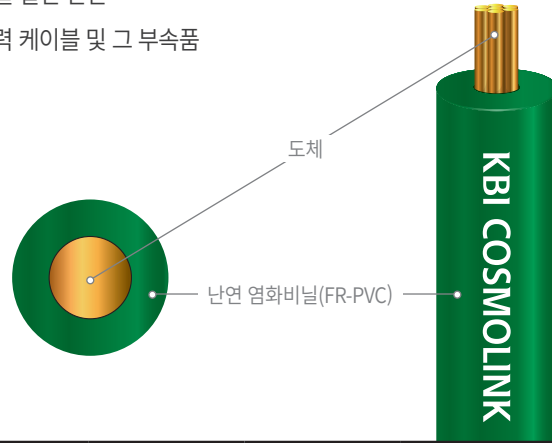 력 케이블 및 그 부속품
도체
난연 염화비닐(FR-PVC)
KBI COSMOLINK